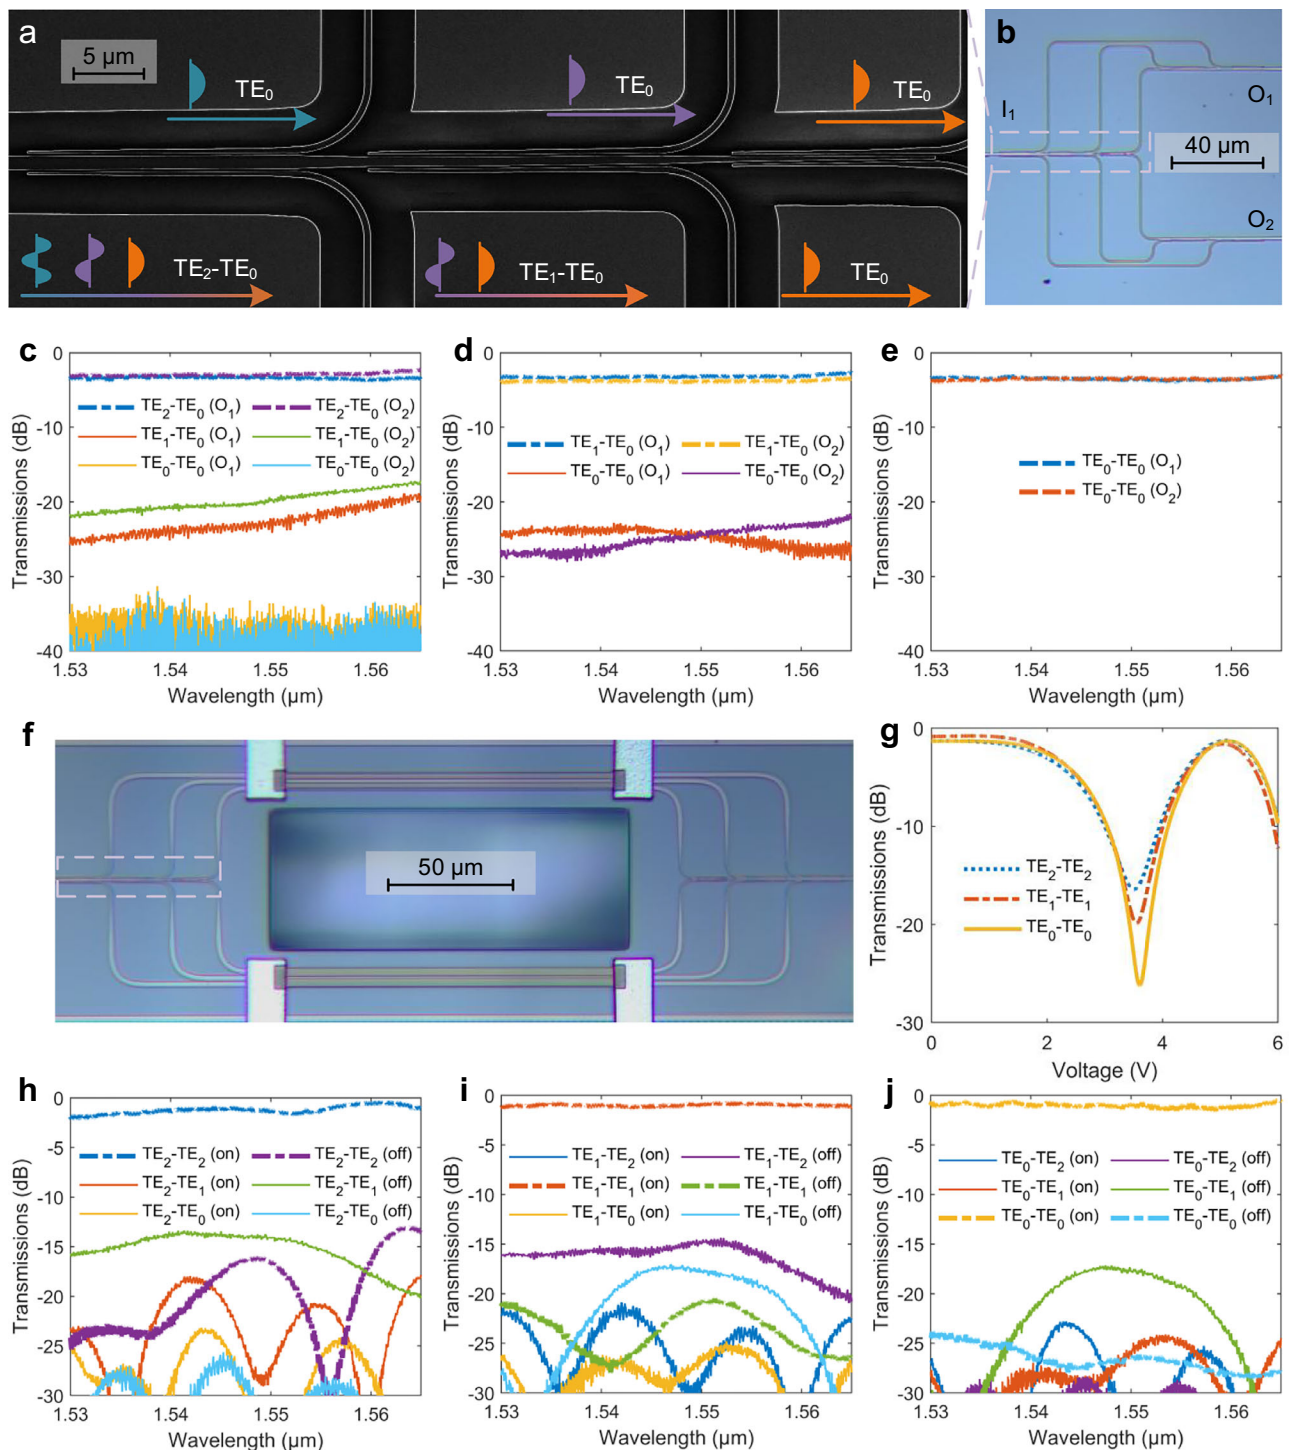 a
5 μm
TE0
TE0
TE0
TE2-TE0
TE1-TE0
TE0
b
I1
O1
40 μm
O2
c
0
-10
-20
-30
-40
Transmissions (dB)
TE2-TE0 (O1) TE2-TE0 (O2)
TE1-TE0 (O1) TE1-TE0 (O2)
TE0-TE0 (O1) TE0-TE0 (O2)
1.53 1.54 1.55 1.56
Wavelength (μm)
d
0
-10
-20
-30
-40
Transmissions (dB)
TE1-TE0 (O1) TE1-TE0 (O2)
TE0-TE0 (O1) TE0-TE0 (O2)
1.53 1.54 1.55 1.56
Wavelength (μm)
e
0
-10
-20
-30
-40
Transmissions (dB)
TE0-TE0 (O1)
TE0-TE0 (O2)
1.53 1.54 1.55 1.56
Wavelength (μm)
f
50 μm
g
0
-10
-20
-30
Transmissions (dB)
TE2-TE2
TE1-TE1
TE0-TE0
0 2 4 6
Voltage (V)
h
0
-5
-10
-15
-20
-25
-30
Transmissions (dB)
TE2-TE2 (on) TE2-TE2 (off)
TE2-TE1 (on) TE2-TE1 (off)
TE2-TE0 (on) TE2-TE0 (off)
1.53 1.54 1.55 1.56
Wavelength (μm)
i
0
-5
-10
-15
-20
-25
-30
Transmissions (dB)
TE1-TE2 (on) TE1-TE2 (off)
TE1-TE1 (on) TE1-TE1 (off)
TE1-TE0 (on) TE1-TE0 (off)
1.53 1.54 1.55 1.56
Wavelength (μm)
j
0
-5
-10
-15
-20
-25
-30
Transmissions (dB)
TE0-TE2 (on) TE0-TE2 (off)
TE0-TE1 (on) TE0-TE1 (off)
TE0-TE0 (on) TE0-TE0 (off)
1.53 1.54 1.55 1.56
Wavelength (μm)